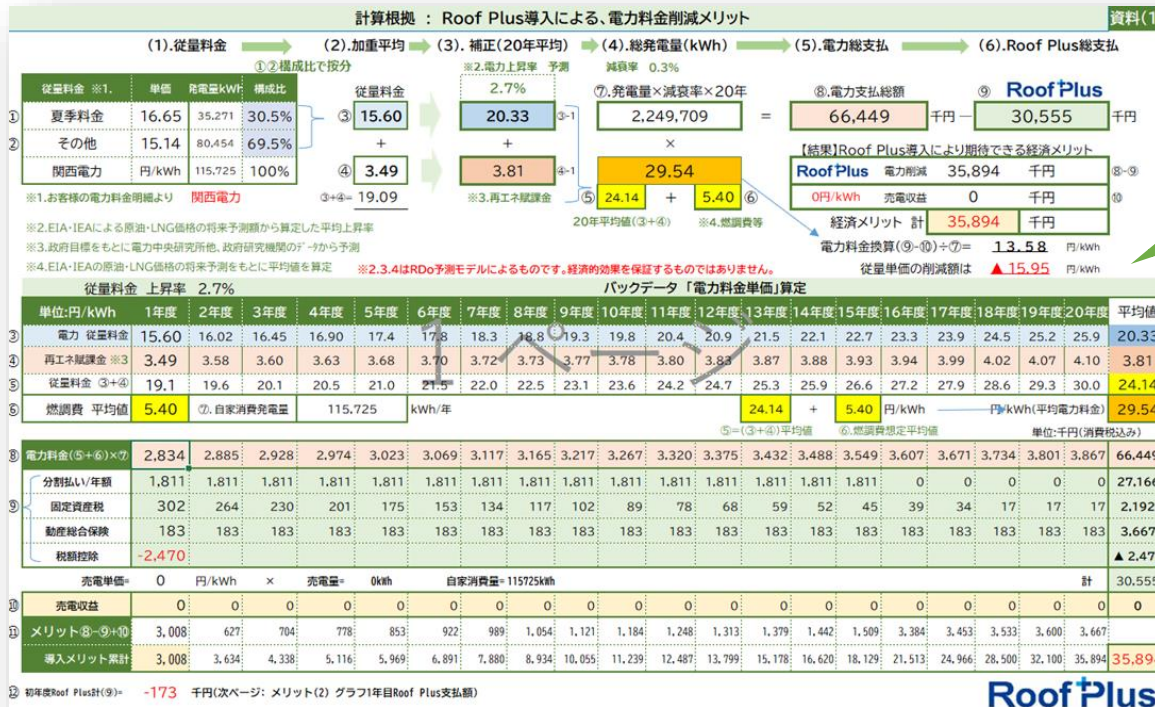 計算根拠 : Roof Plus導入による、電力料金削減メリット 資料(1
(1).従量料金 (2).加重平均 (3). 補正(20年平均) (4).総発電量(kWh) (5).電力総支払 (6).Roof Plus総支払
①②構成比で按分 ※2.電力上昇率 予測 減衰率 0.3%
従量料金 ※1. 単価 発電量kWh 構成比 従量料金 2.7% ⑦.発電量×減衰率×20年 ⑧.電力支払総額 ⑨ Roof Plus
① 夏季料金 16.65 35.271 30.5% ③ 15.60 20.33 ③-1 2,249,709 = 66,449 千円 ― 30,555 千円
② その他 15.14 80.454 69.5% + + × 【結果】Roof Plus導入により期待できる経済メリット
関西電力 円/kWh 115.725 100% ④ 3.49 3.81 ④-1 29.54 Roof Plus 電力削減 35,894 千円 ⑧-⑨
※1.お客様の電力料金明細より 関西電力 ③+④= 19.09 ※3.再エネ賦課金 ⑤ 24.14 + 5.40 ⑥ 0円/kWh 売電収益 0 千円 ⑩
20年平均値(③+④) ※4.燃調費等 経済メリット 計 35,894 千円
※2.EIA・IEAによる原油・LNG価格の将来予測額から算定した平均上昇率
※3.政府目標をもとに電力中央研究所他、政府研究機関のデータから予測 電力料金換算(⑨-⑩)÷⑦= 13.58 円/kWh
※4.EIA・IEAの原油・LNG価格の将来予測をもとに平均値を算定 ※2.3.4はRDo予測モデルによるものです。経済的効果を保証するものではありません。 従量単価の削減額は ▲15.95 円/kWh
従量料金 上昇率 2.7% バックデータ 「電力料金単価」算定
単位:円/kWh 1年度 2年度 3年度 4年度 5年度 6年度 7年度 8年度 9年度 10年度 11年度 12年度 13年度 14年度 15年度 16年度 17年度 18年度 19年度 20年度 平均値
③ 電力 従量料金 15.60 16.02 16.45 16.90 17.4 17.8 18.3 18.8 19.3 19.8 20.4 20.9 21.5 22.1 22.7 23.3 23.9 24.5 25.2 25.9 20.33
④ 再エネ賦課金 ※3 3.49 3.58 3.60 3.63 3.68 3.70 3.72 3.73 3.77 3.78 3.80 3.83 3.87 3.88 3.93 3.94 3.99 4.02 4.07 4.10 3.81
⑤ 従量料金 ③+④ 19.1 19.6 20.1 20.5 21.0 21.5 22.0 22.5 23.1 23.6 24.2 24.7 25.3 25.9 26.6 27.2 27.9 28.6 29.3 30.0 24.14
⑥ 燃調費 平均値 5.40 ⑦.自家消費発電量 115.725 kWh/年 24.14 + 5.40 円/kWh 円/kWh(平均電力料金) 29.54
⑤=(③+④)平均値 ⑥.燃調費想定平均値 単位:千円(消費税込み)
⑧ 電力料金(⑤+⑥)×⑦ 2,834 2,885 2,928 2,974 3,023 3,069 3,117 3,165 3,217 3,267 3,320 3,375 3,432 3,488 3,549 3,607 3,671 3,734 3,801 3,867 66,449
分割払い/年額 1,811 1,811 1,811 1,811 1,811 1,811 1,811 1,811 1,811 1,811 1,811 1,811 1,811 1,811 1,811 0 0 0 0 0 27,166
⑨ 固定資産税 302 264 230 201 175 153 134 117 102 89 78 68 59 52 45 39 34 17 17 17 2,192
動産総合保険 183 183 183 183 183 183 183 183 183 183 183 183 183 183 183 183 183 183 183 183 3,667
税額控除 -2,470 ▲ 2,47
売電単価= 0 円/kWh × 売電量= 0kWh 自家消費量= 115725kWh 計 30,555
⑩ 売電収益 0 0 0 0 0 0 0 0 0 0 0 0 0 0 0 0 0 0 0 0 0
⑪ メリット⑧-⑨+⑩ 3,008 627 704 778 853 922 989 1,054 1,121 1,184 1,248 1,313 1,379 1,442 1,509 3,384 3,453 3,533 3,600 3,667
導入メリット累計 3,008 3,634 4,338 5,116 5,969 6,891 7,880 8,934 10,055 11,239 12,487 13,799 15,178 16,620 18,129 21,513 24,966 28,500 32,100 35,894 35,894
⑫ 初年度Roof Plus計(⑨)= -173 千円(次ページ: メリット(2) グラフ1年目Roof Plus支払額)
1 ページ
Roof Plus